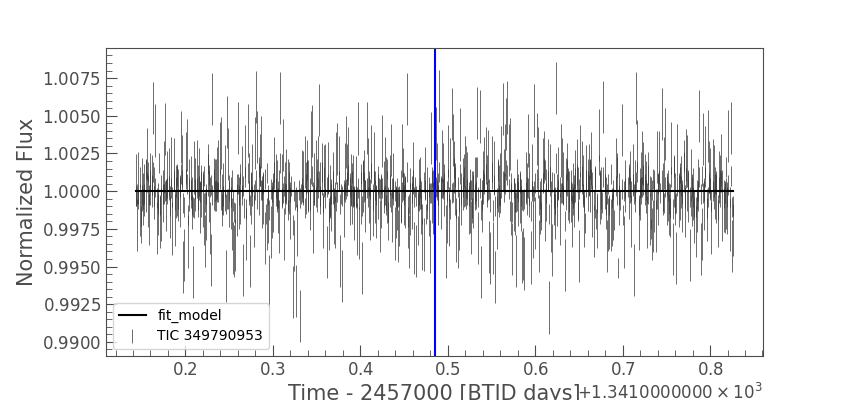 Normalized Flux
1.0075
1.0050
1.0025
1.0000
0.9975
0.9950
0.9925
0.9900
fit_model
TIC 349790953
0.2 0.3 0.4 0.5 0.6 0.7 0.8
Time - 2457000 [BTJD days] +1.3410000000 × 10³